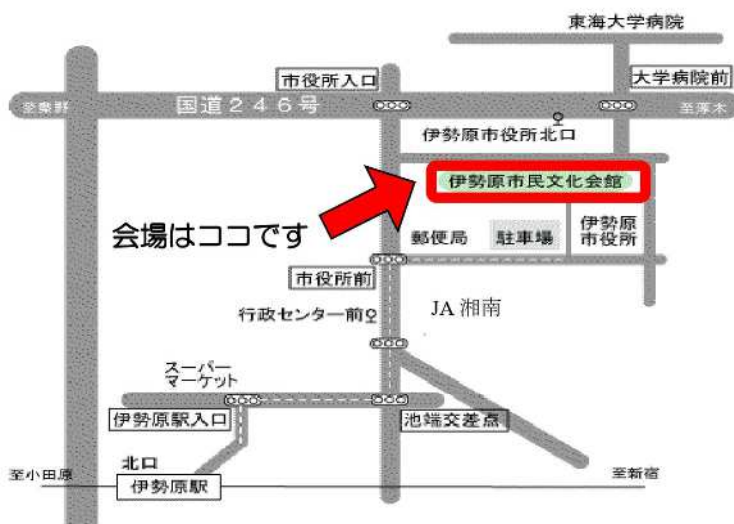 東海大学病院
市役所入口
大学病院前
至秦野
国道246号
至厚木
伊勢原市役所北口
伊勢原市民文化会館
会場はココです
郵便局
駐車場
伊勢原
市役所
市役所前
行政センター前
JA 湘南
スーパー
マーケット
伊勢原駅入口
池端交差点
北口
至小田原
伊勢原駅
至新宿